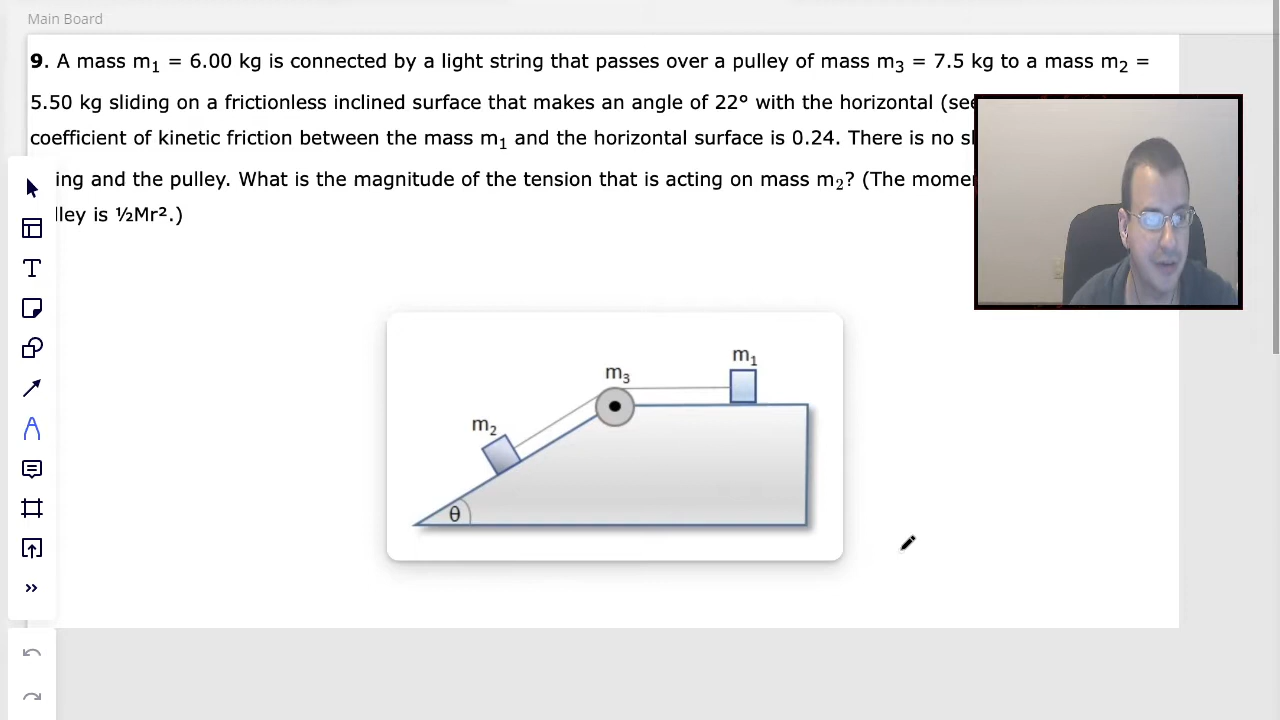 Main Board
9. A mass m₁ = 6.00 kg is connected by a light string that passes over a pulley of mass m₃ = 7.5 kg to a mass m₂ =
5.50 kg sliding on a frictionless inclined surface that makes an angle of 22° with the horizontal (see
coefficient of kinetic friction between the mass m₁ and the horizontal surface is 0.24. There is no
ing and the pulley. What is the magnitude of the tension that is acting on mass m₂? (The
lley is ½Mr².)
m₁
m₃
m₂
θ